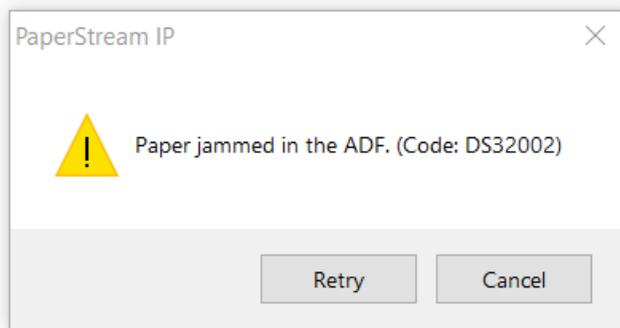 PaperStream IP
Paper jammed in the ADF. (Code: DS32002)
Retry
Cancel